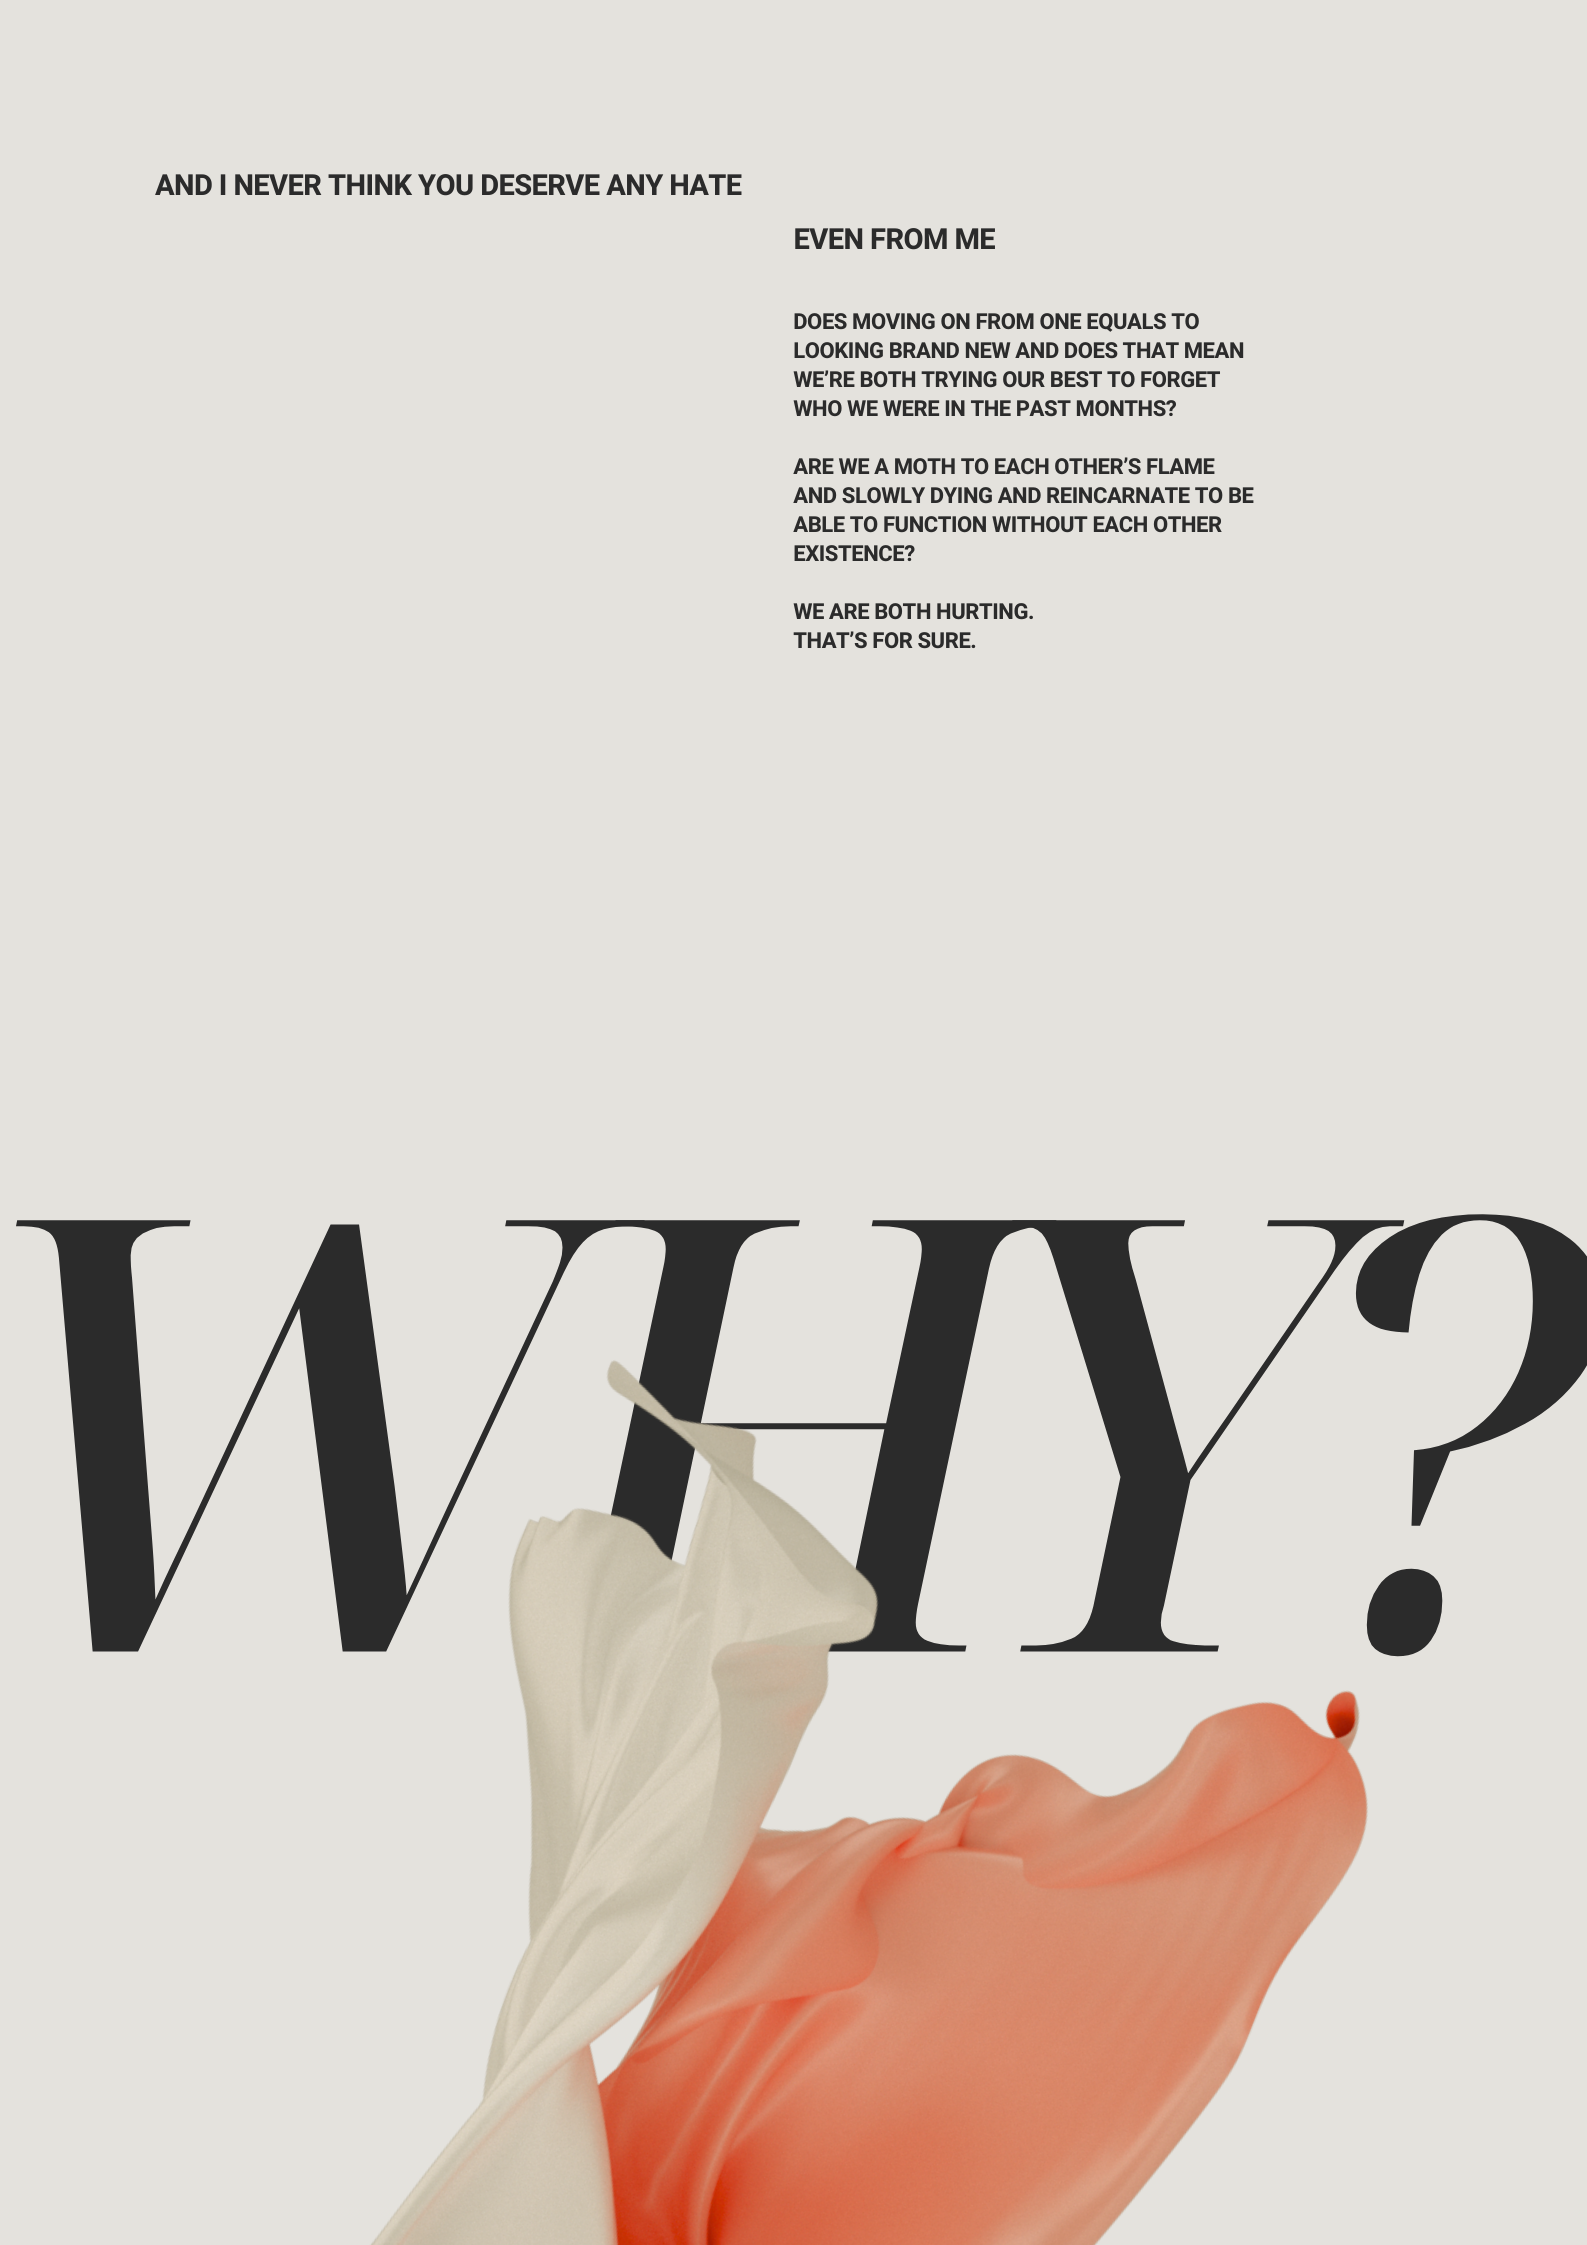 AND I NEVER THINK YOU DESERVE ANY HATE
EVEN FROM ME
DOES MOVING ON FROM ONE EQUALS TO
LOOKING BRAND NEW AND DOES THAT MEAN
WE’RE BOTH TRYING OUR BEST TO FORGET
WHO WE WERE IN THE PAST MONTHS?
ARE WE A MOTH TO EACH OTHER’S FLAME
AND SLOWLY DYING AND REINCARNATE TO BE
ABLE TO FUNCTION WITHOUT EACH OTHER
EXISTENCE?
WE ARE BOTH HURTING.
THAT’S FOR SURE.
WHY?